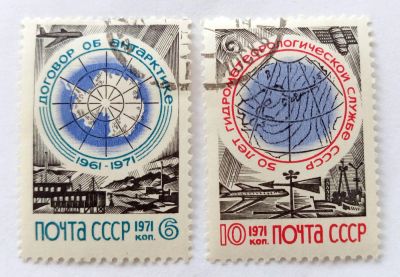 ДОГОВОР ОБ АНТАРКТИКЕ
1961-1971
ПОЧТА СССР 1971 КОП. 6
50 ЛЕТ ГИДРОМЕТЕОРОЛОГИЧЕСКОЙ СЛУЖБЕ СССР
10 1971 КОП. ПОЧТА СССР